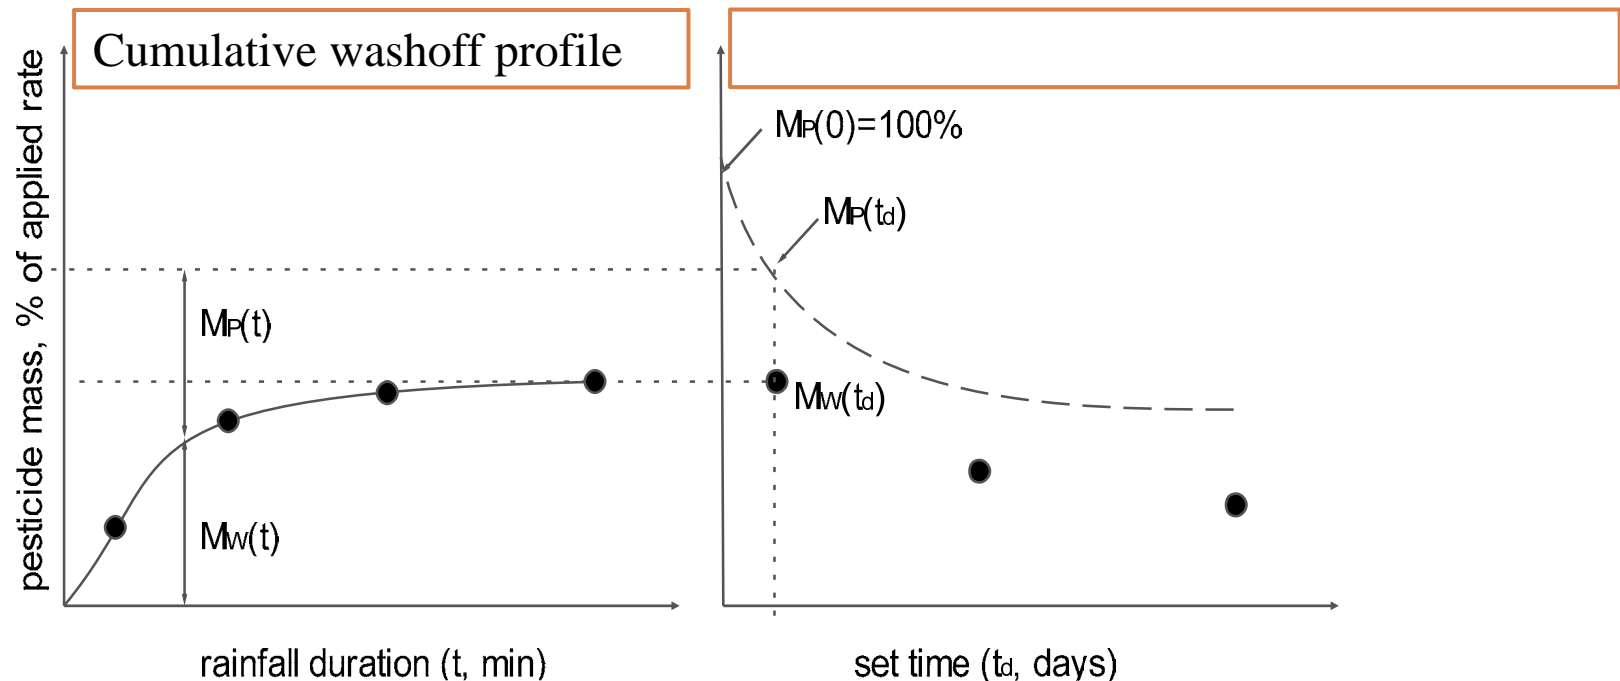 Cumulative washoff profile
pesticide mass, % of applied rate
MP(t)
MW(t)
rainfall duration (t, min)
MP(0)=100%
MP(td)
MW(td)
set time (td, days)